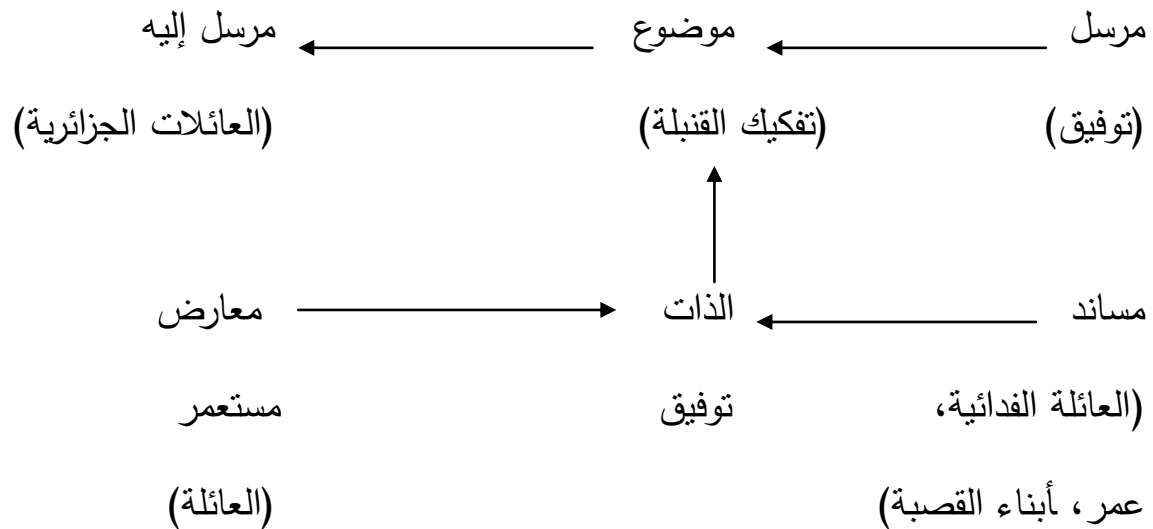 مرسل موضوع مرسل إليه
(توفيق) (تفكيك القنبلة) (العائلات الجزائرية)
مساند الذات معارض
(العائلة الفدائية، توفيق مستعمر
عمر، أبناء القصبة) (العائلة)